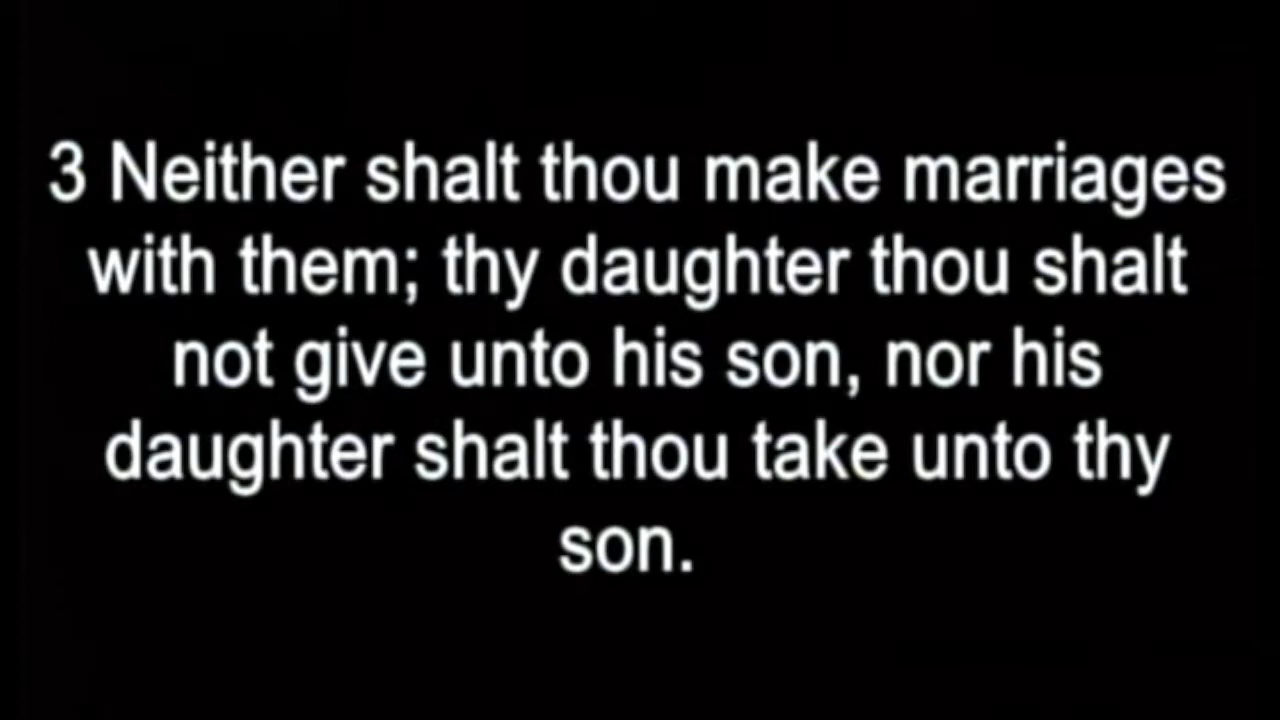 3 Neither shalt thou make marriages
with them; thy daughter thou shalt
not give unto his son, nor his
daughter shalt thou take unto thy
son.